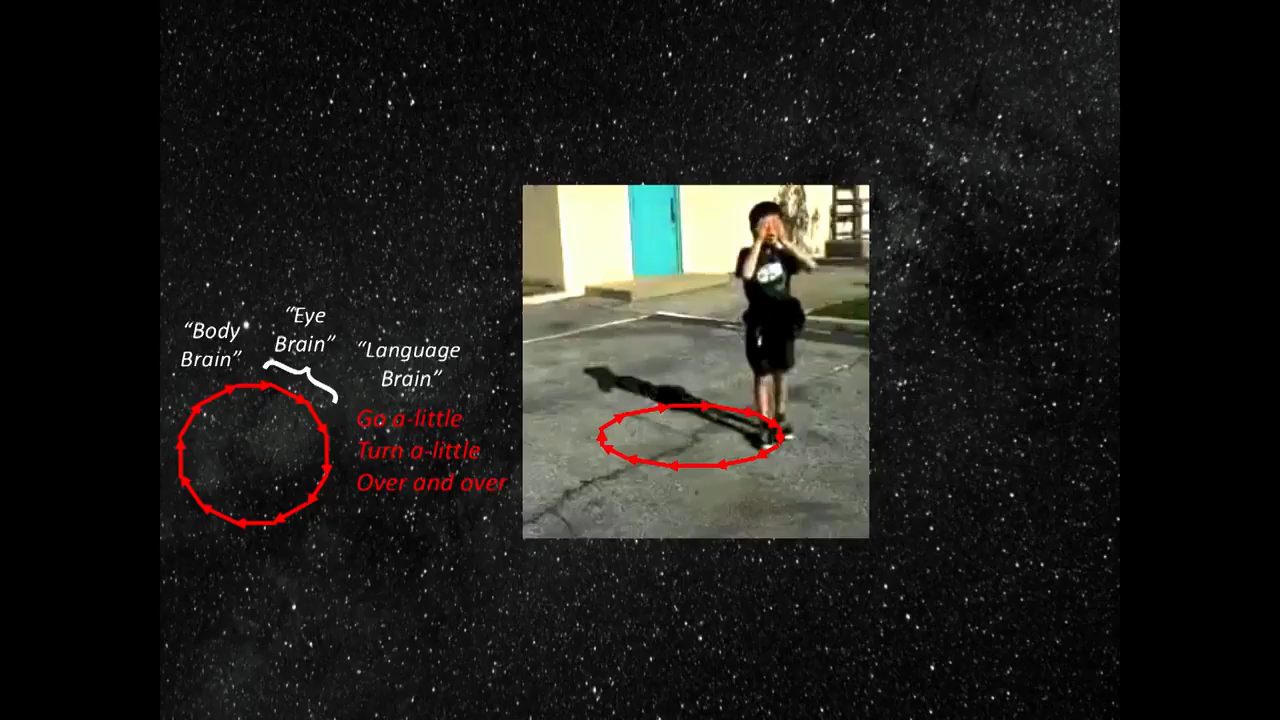 “Body
Brain”
“Eye
Brain”
“Language
Brain”
Go a-little
Turn a-little
Over and over